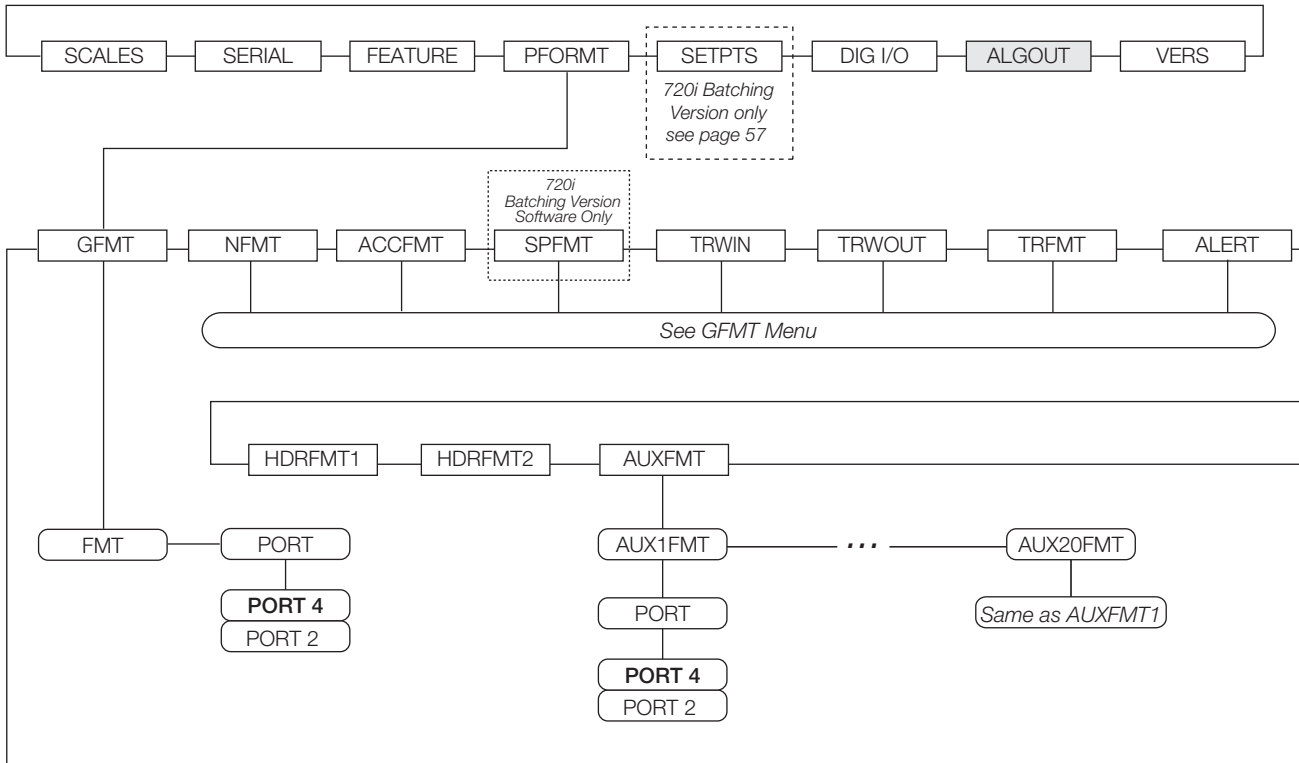 SCALES
SERIAL
FEATURE
PFORMT
SETPTS
DIG I/O
ALGOUT
VERS
720i Batching
Version only
see page 57
720i
Batching Version
Software Only
GFMT
NFMT
ACCFMT
SPFMT
TRWIN
TRWOUT
TRFMT
ALERT
See GFMT Menu
HDRFMT1
HDRFMT2
AUXFMT
FMT
PORT
AUX1FMT
...
AUX20FMT
PORT 4
PORT 2
PORT
Same as AUXFMT1
PORT 4
PORT 2